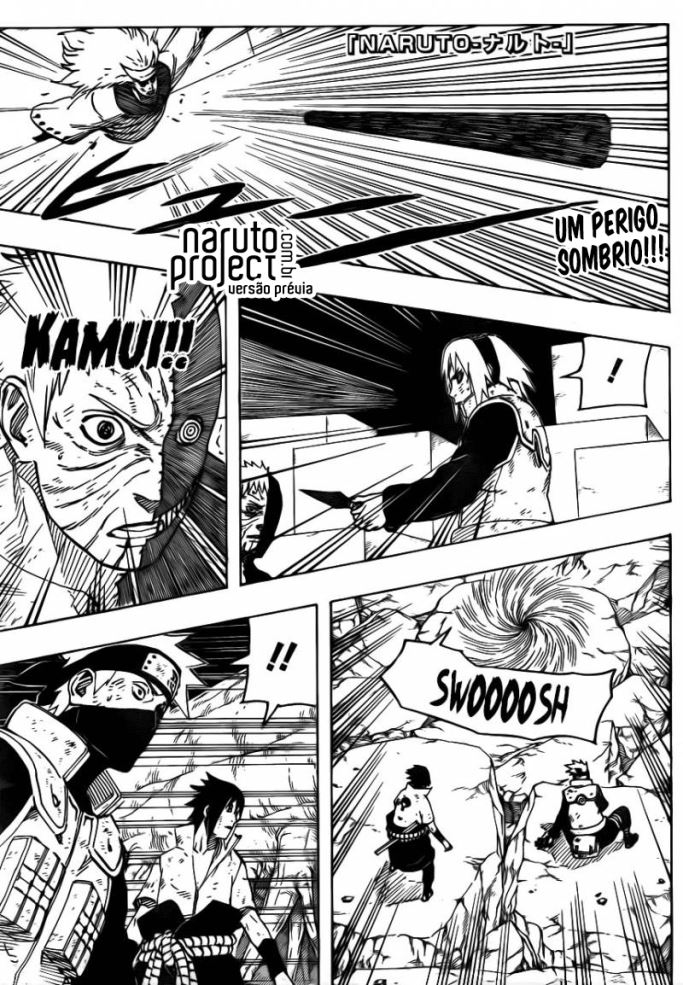 『NARUTO-ナルト-』
UM PERIGO
SOMBRIO!!!
naruto
project
.com.br
versão prévia
KAMUI!!
!
!!
SWOOOOSH